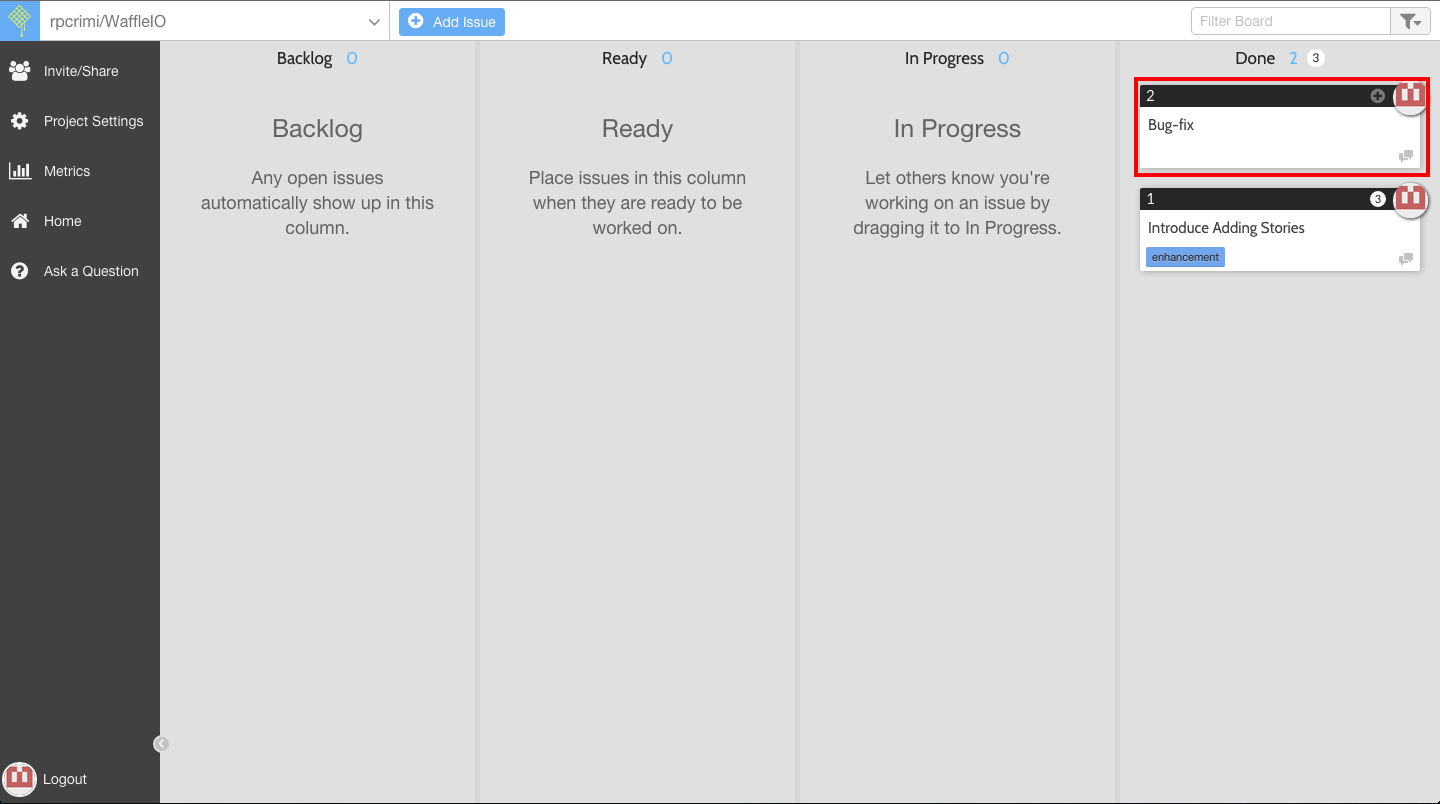 rpcrimi/WaffleIO
Add Issue
Filter Board
Invite/Share
Project Settings
Metrics
Home
Ask a Question
Logout
Backlog 0
Backlog
Any open issues
automatically show up in this
column.
Ready 0
Ready
Place issues in this column
when they are ready to be
worked on.
In Progress 0
In Progress
Let others know you're
working on an issue by
dragging it to In Progress.
Done 2 3
2
Bug-fix
1 3
Introduce Adding Stories
enhancement